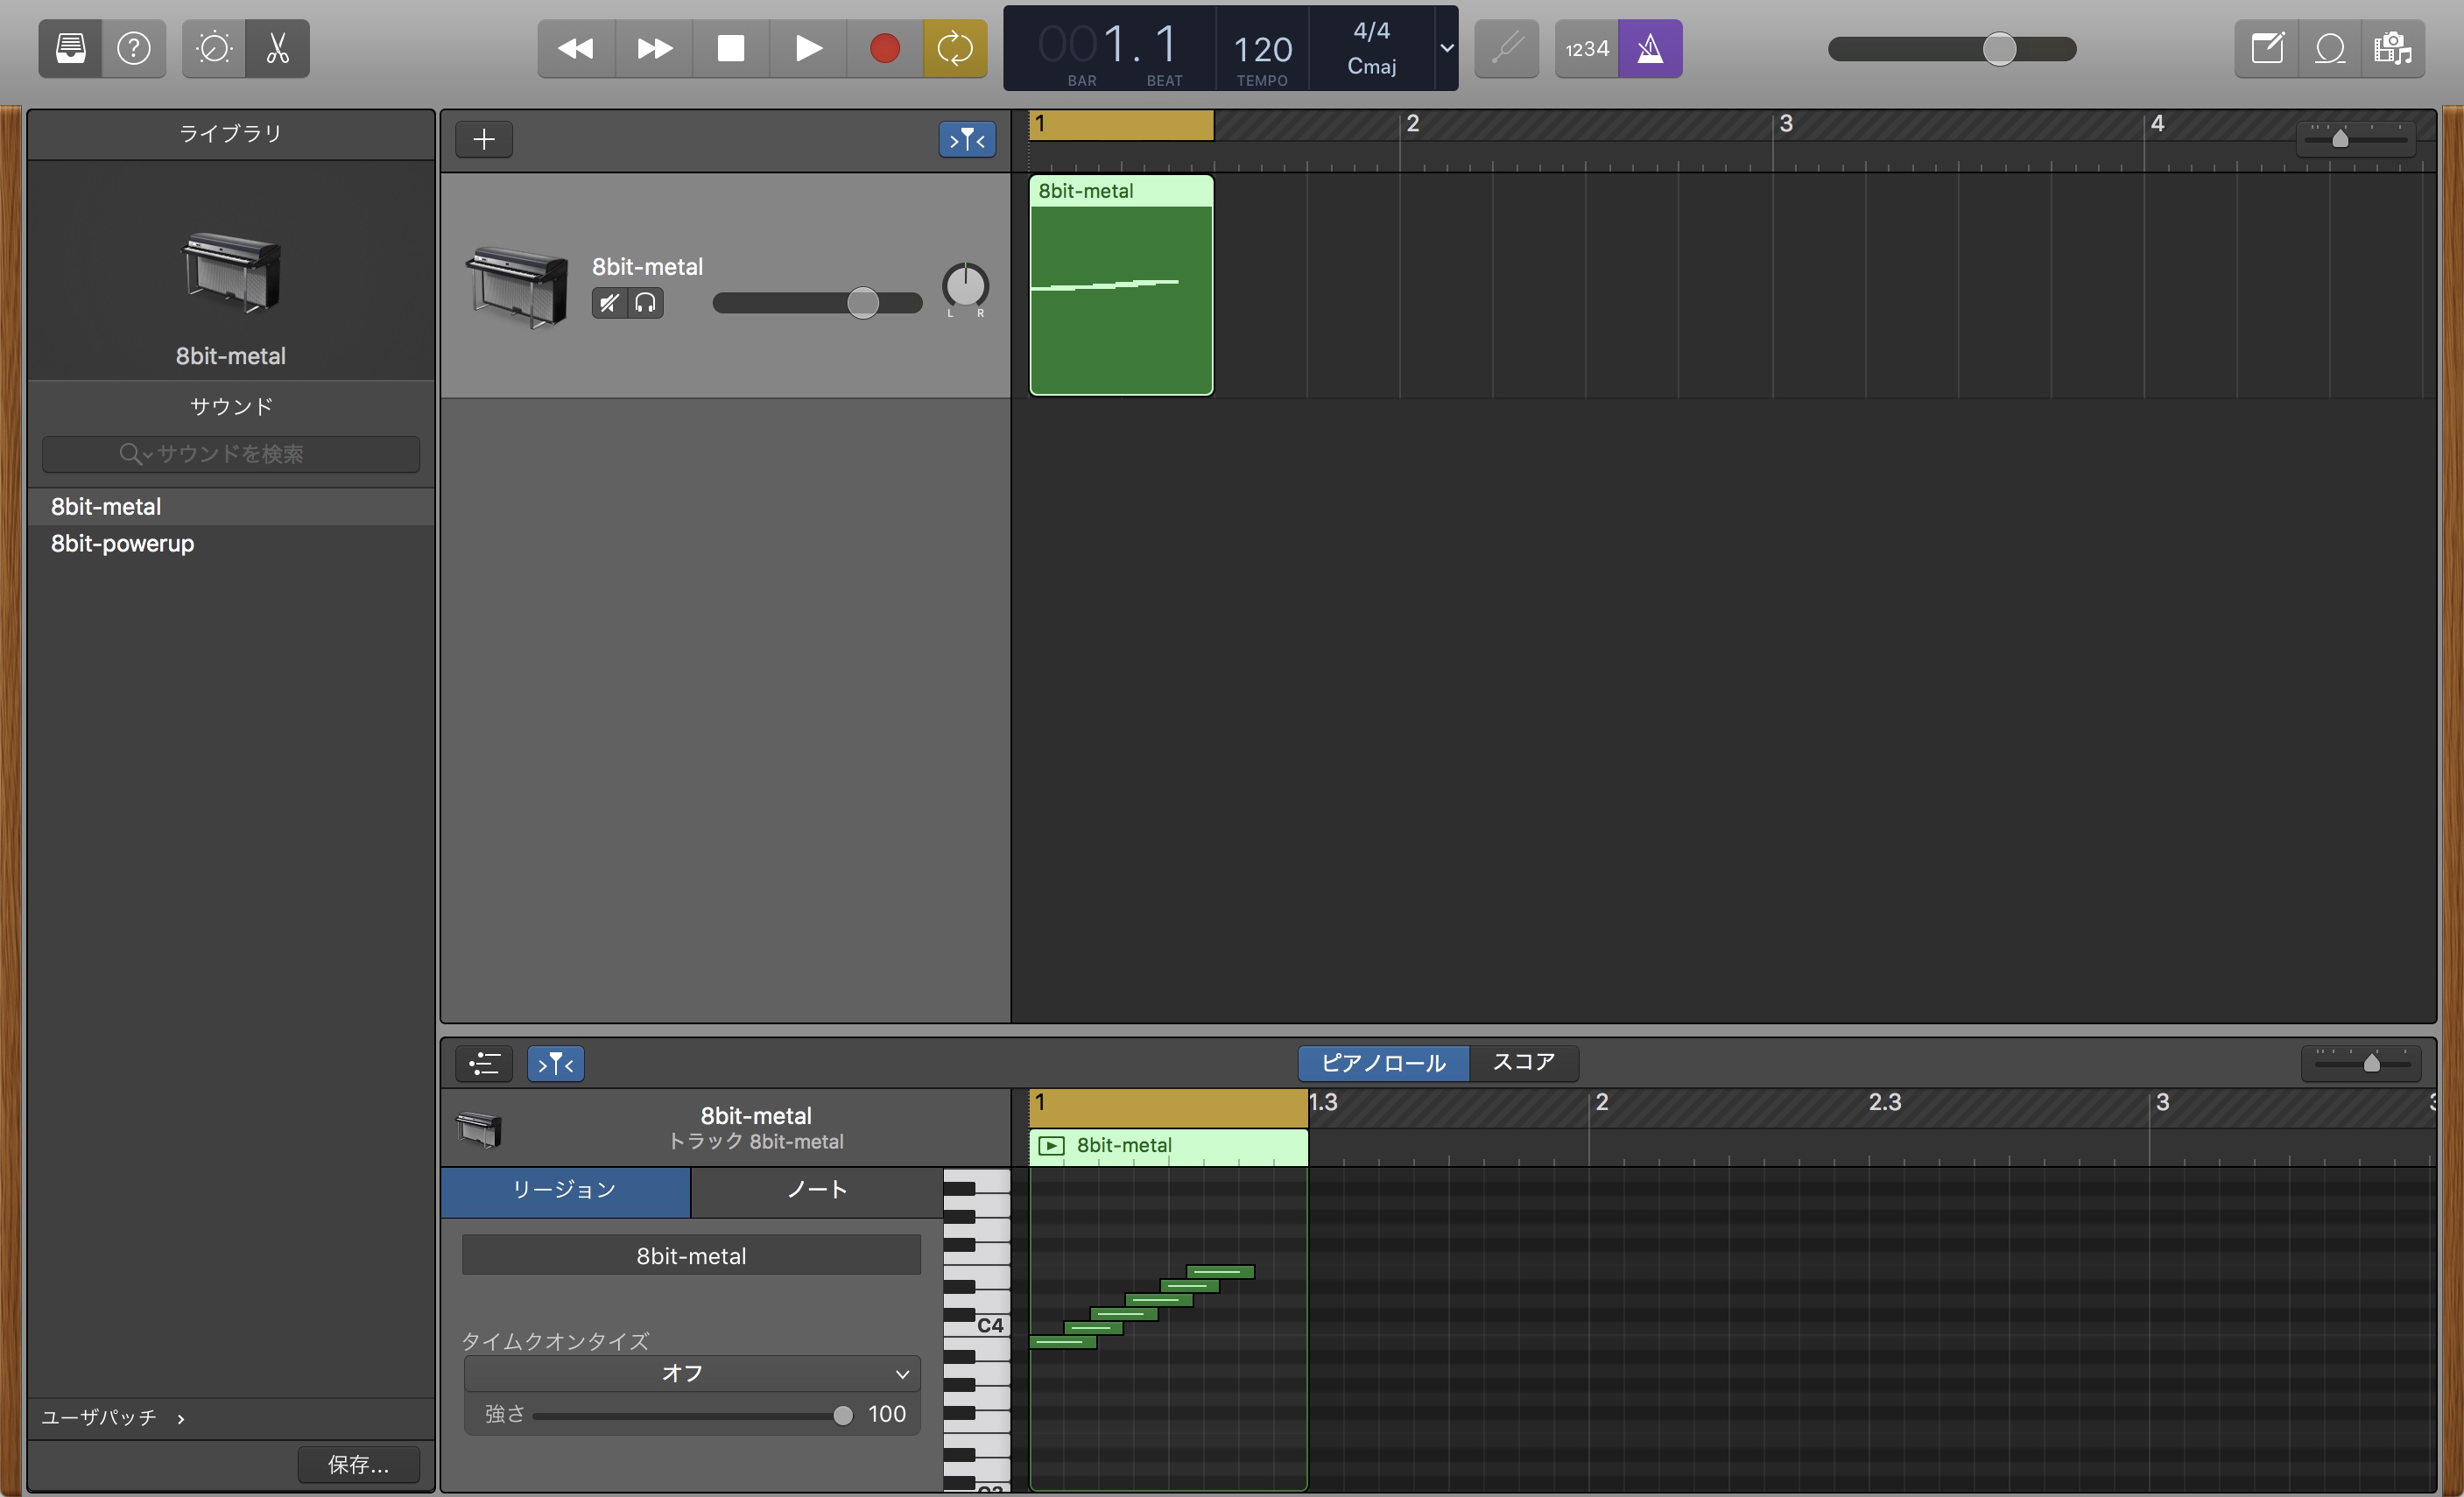 ?
001. 1
BAR
BEAT
120
TEMPO
4/4
Cmaj
1234
ライブラリ
8bit-metal
サウンド
サウンドを検索
8bit-metal
8bit-powerup
ユーザパッチ
保存...
1
2
3
4
8bit-metal
L R
8bit-metal
ピアノロール
スコア
8bit-metal
トラック 8bit-metal
リージョン
ノート
8bit-metal
タイムクオンタイズ
オフ
強さ
100
1
1.3
2
2.3
3
8bit-metal
C4